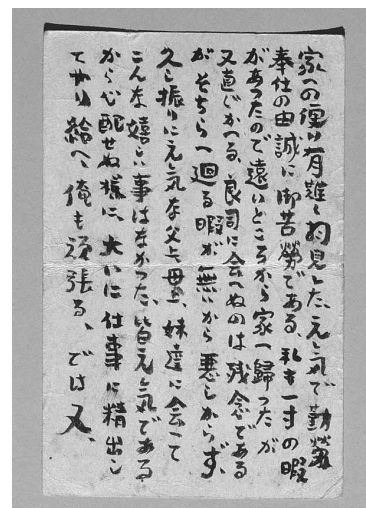 家への便り有難く拝見した、元気で勤労
奉仕の由誠に御苦労である 私も一寸の暇
があつたので遠いところから家へ歸つたが
又直ぐかへる、良司に会へぬのは残念である
がそちらへ廻る暇が無いから悪しからず、
久し振りに元気な父上、母上、妹達に会つて
こんな嬉しい事はなかつた、皆元気である
から心配せぬ様に、大いに仕事に精出し
てやり給へ 俺も頑張る、では又、